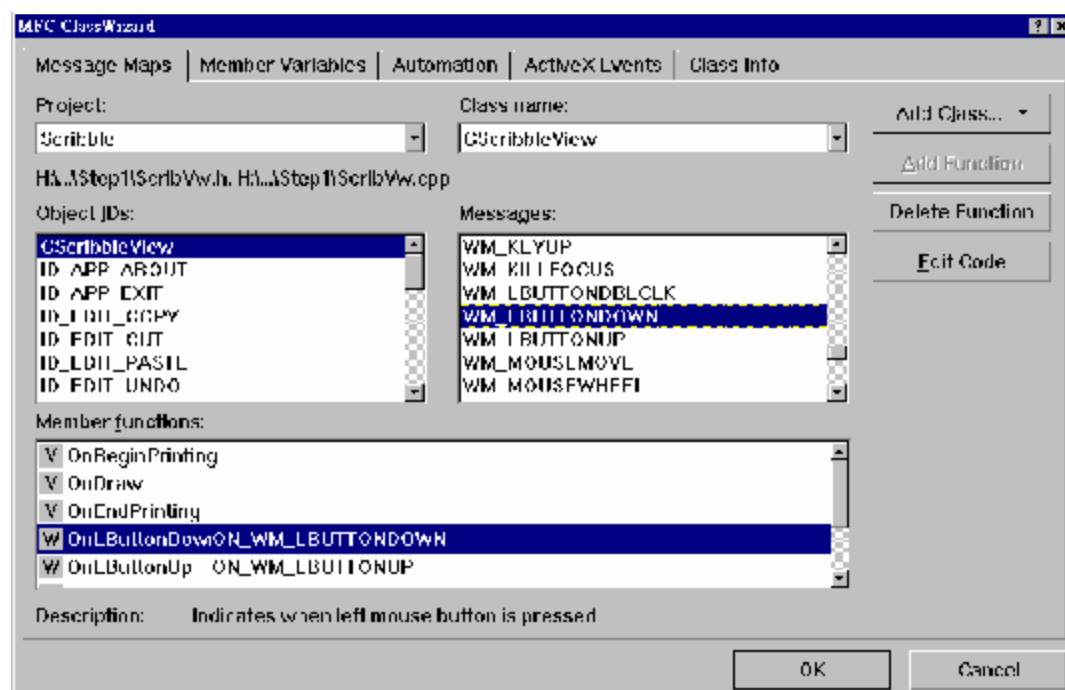 MFC ClassWizard
Message Maps Member Variables Automation ActiveX Events Class Info
Project:
Class name:
Add Class...
Scribble
CScribbleView
Add Function
H:\...\Step1\ScribVw.h, H:\...\Step1\ScribVw.cpp
Delete Function
Edit Code
Object IDs:
CScribbleView
ID_APP_ABOUT
ID_APP_EXIT
ID_EDIT_COPY
ID_EDIT_CUT
ID_EDIT_PASTE
ID_EDIT_UNDO
Messages:
WM_KEYUP
WM_KILLFOCUS
WM_LBUTTONDBLCLK
WM_LBUTTONDOWN
WM_LBUTTONUP
WM_MOUSEMOVE
WM_MOUSEWHEEL
Member functions:
V OnBeginPrinting
V OnDraw
V OnEndPrinting
W OnLButtonDown ON_WM_LBUTTONDOWN
W OnLButtonUp ON_WM_LBUTTONUP
Description: Indicates when left mouse button is pressed
OK Cancel